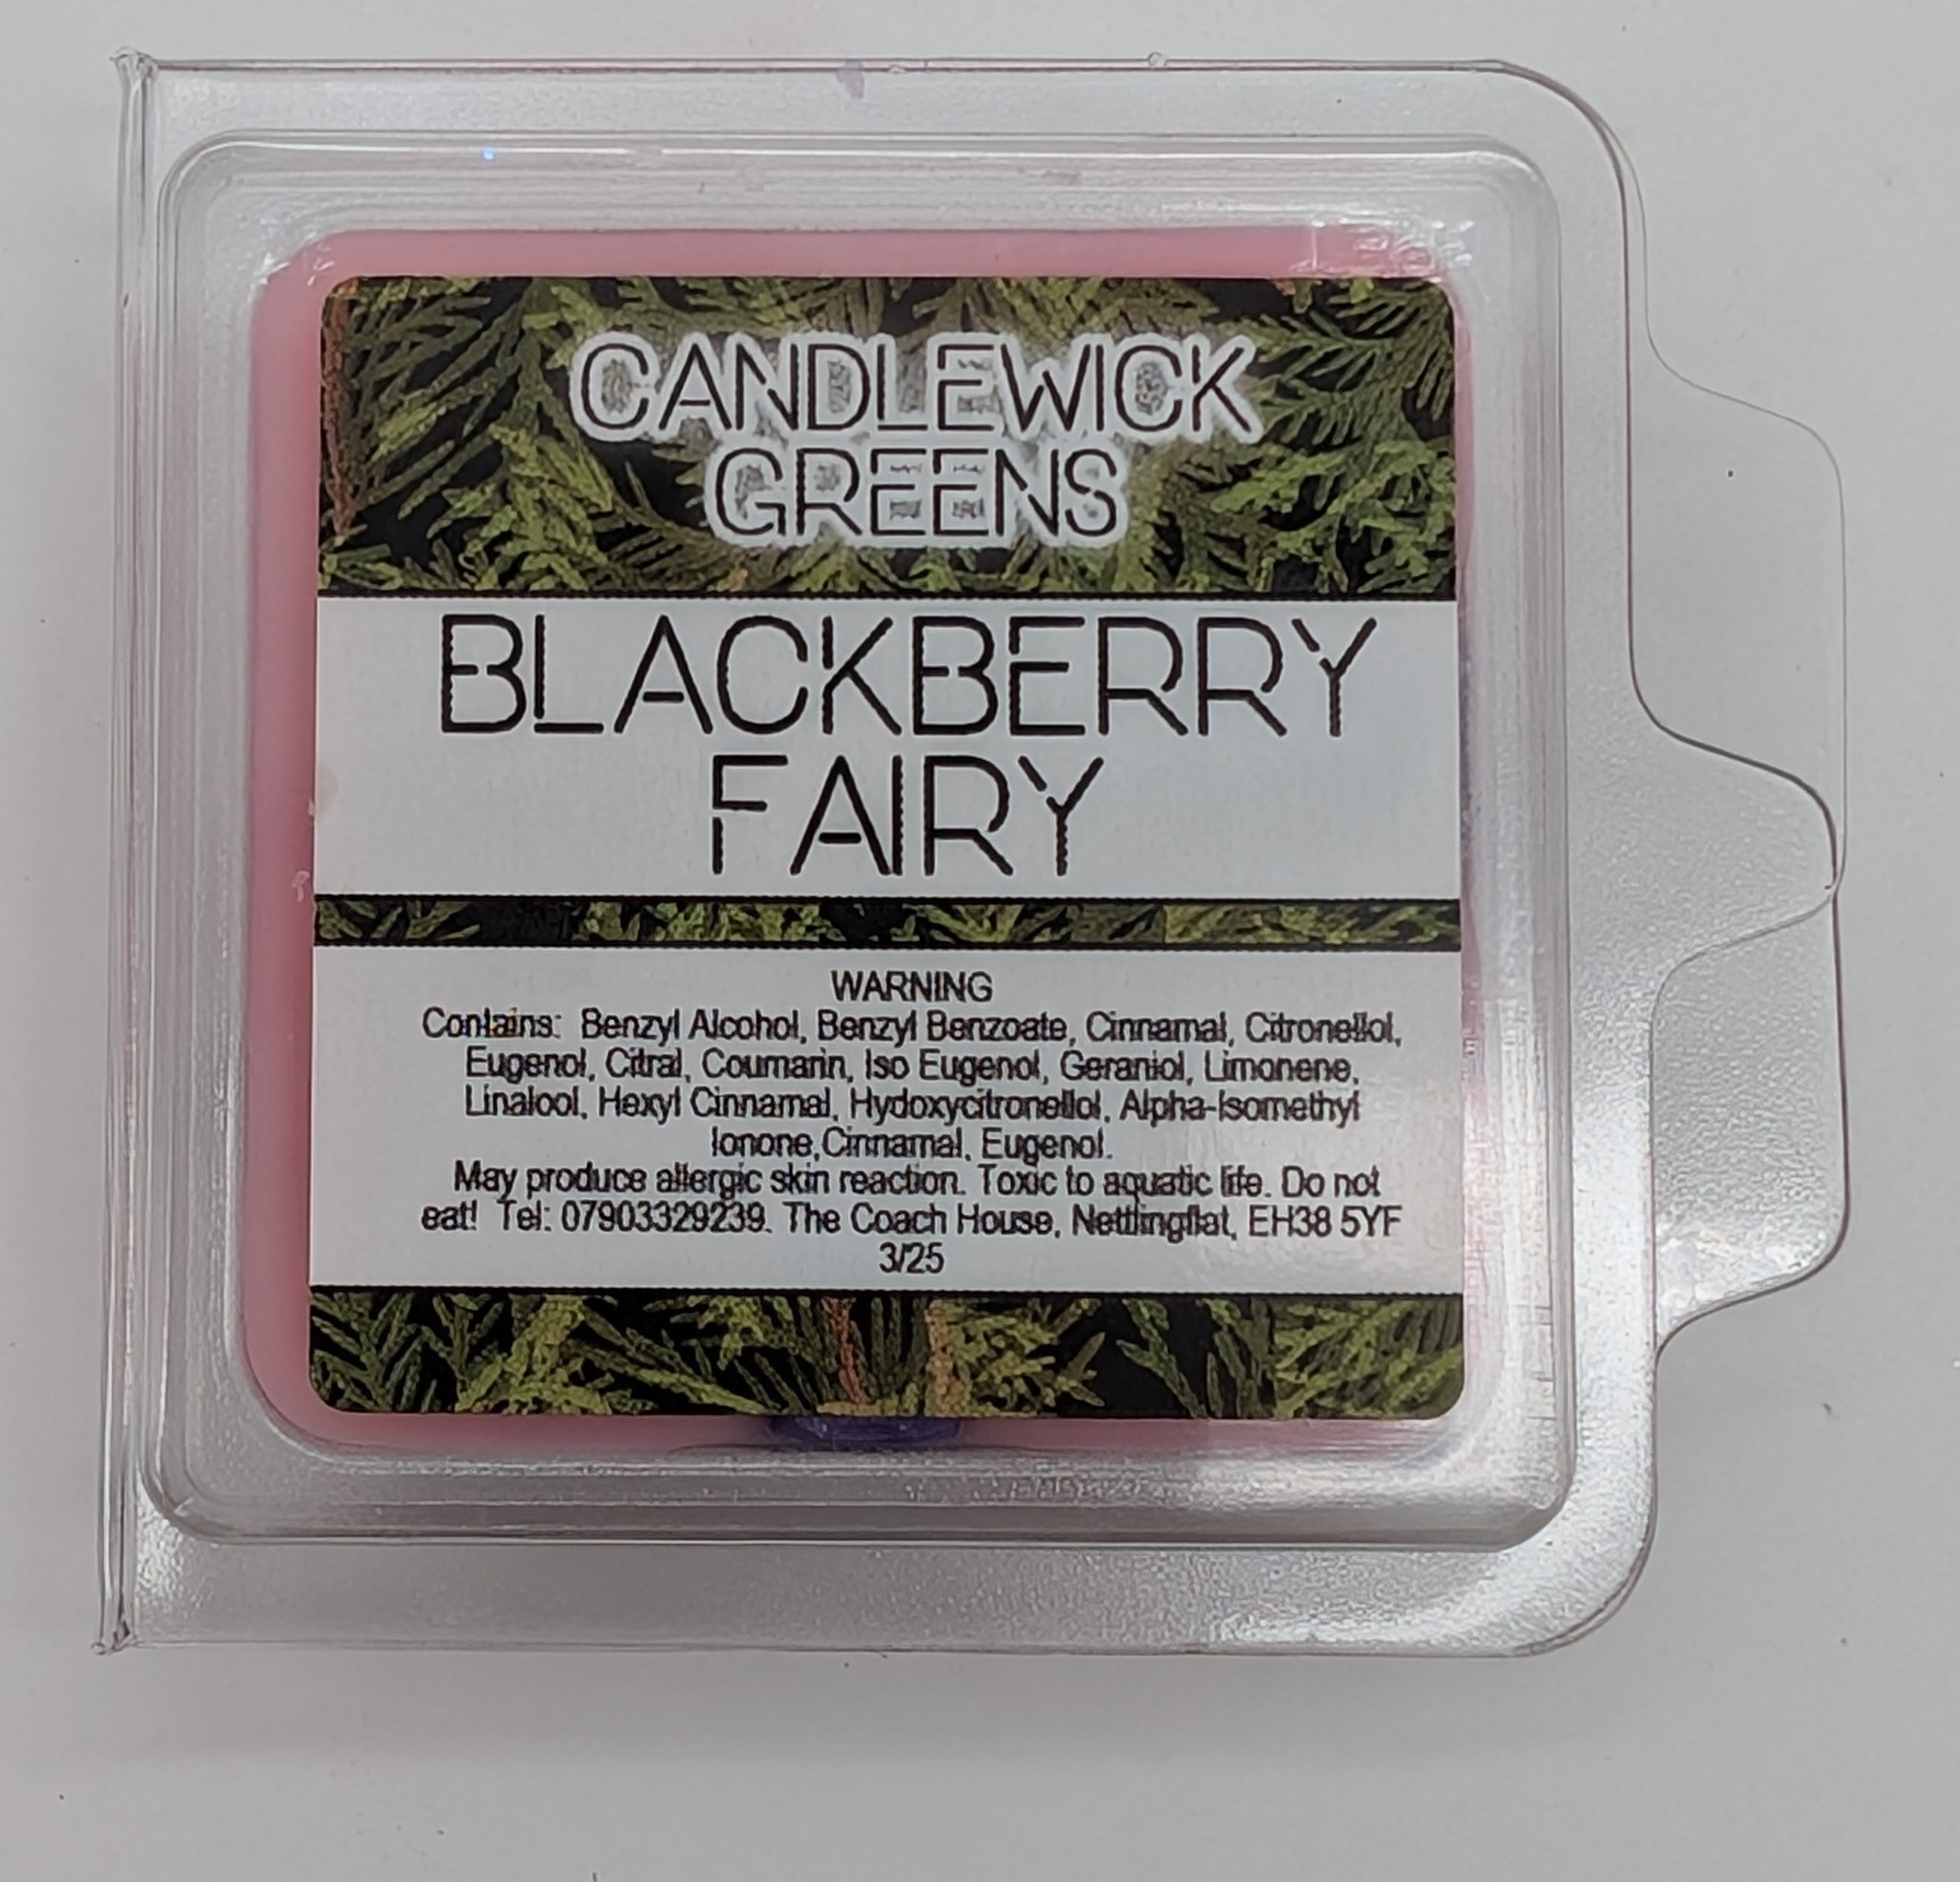 CANDLEWICK
GREENS
BLACKBERRY
FAIRY
WARNING
Contains: Benzyl Alcohol, Benzyl Benzoate, Cinnamal, Citronellol,
Eugenol, Citral, Coumarin, Iso Eugenol, Geraniol, Limonene,
Linalool, Hexyl Cinnamal, Hydoxycitronellol, Alpha-Isomethyl
Ionone,Cinnamal, Eugenol.
May produce allergic skin reaction. Toxic to aquatic life. Do not
eat! Tel: 07903329239. The Coach House, Nettlingflat, EH38 5YF
3/25